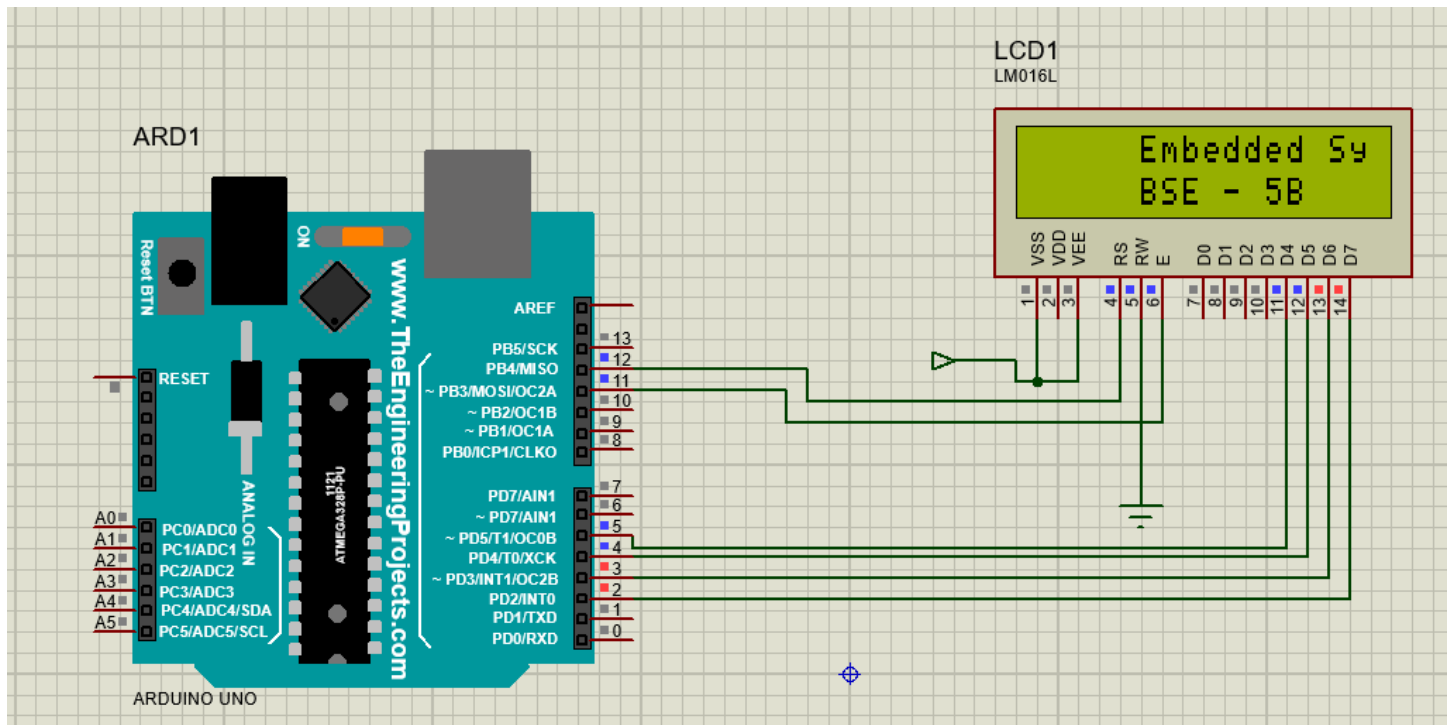 LCD1
LM016L
Embedded Sy
BSE - 5B
VSS
VDD
VEE
RS
RW
E
D0
D1
D2
D3
D4
D5
D6
D7
1
2
3
4
5
6
7
8
9
10
11
12
13
14
ARD1
Reset BTN
ON
www.TheEngineeringProjects.com
ANALOG IN
1121
ATMEGA328P-PU
RESET
A0 PC0/ADC0
A1 PC1/ADC1
A2 PC2/ADC2
A3 PC3/ADC3
A4 PC4/ADC4/SDA
A5 PC5/ADC5/SCL
AREF
PB5/SCK 13
PB4/MISO 12
~ PB3/MOSI/OC2A 11
~ PB2/OC1B 10
~ PB1/OC1A 9
PB0/ICP1/CLKO 8
PD7/AIN1 7
~ PD7/AIN1 6
~ PD5/T1/OC0B 5
PD4/T0/XCK 4
~ PD3/INT1/OC2B 3
PD2/INT0 2
PD1/TXD 1
PD0/RXD 0
ARDUINO UNO